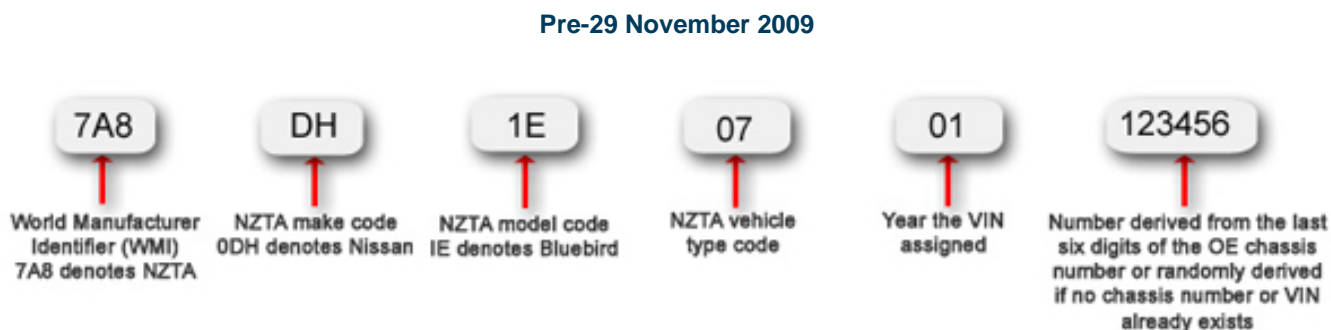 Pre-29 November 2009
7A8
DH
1E
07
01
123456
World Manufacturer
Identifier (WMI)
7A8 denotes NZTA
NZTA make code
0DH denotes Nissan
NZTA model code
IE denotes Bluebird
NZTA vehicle
type code
Year the VIN
assigned
Number derived from the last
six digits of the OE chassis
number or randomly derived
if no chassis number or VIN
already exists